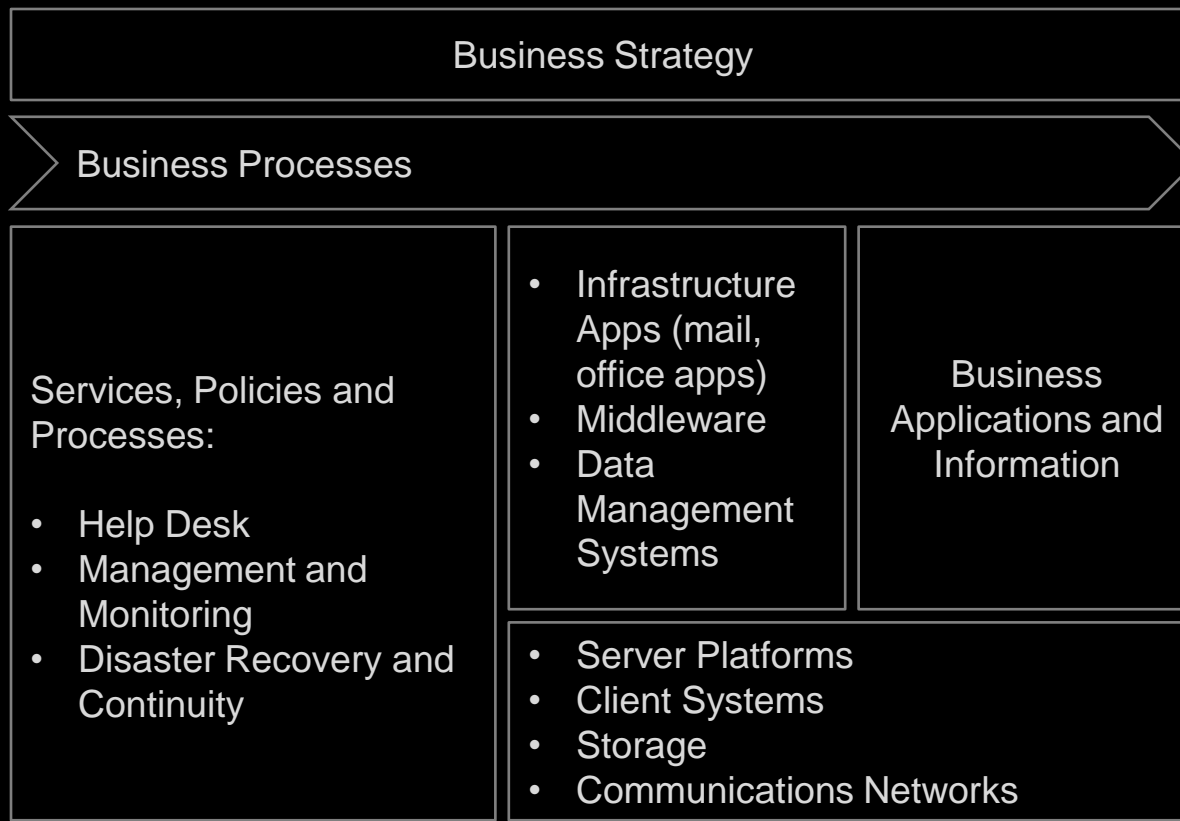 Business Strategy
Business Processes
Services, Policies and
Processes:
• Help Desk
• Management and
Monitoring
• Disaster Recovery and
Continuity
• Infrastructure
Apps (mail,
office apps)
• Middleware
• Data
Management
Systems
Business
Applications and
Information
• Server Platforms
• Client Systems
• Storage
• Communications Networks